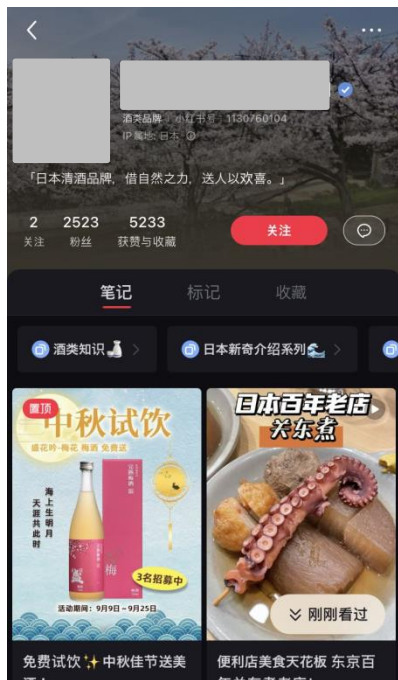 酒类品牌 小红书号：1130760104
IP属地：日本
「日本清酒品牌，借自然之力，送人以欢喜。」
2 2523 5233
关注 粉丝 获赞与收藏
关注
笔记 标记 收藏
酒类知识🍶 >
日本新奇介绍系列🌊 >
置顶
中秋试饮
盛花吟·梅花 梅酒 免费送
海上生明月
天涯共此时
梅
3名招募中
活动期间：9月9日～9月25日
免费试饮✨中秋佳节送美
日本百年老店
关东煮
刚刚看过
便利店美食天花板 东京百